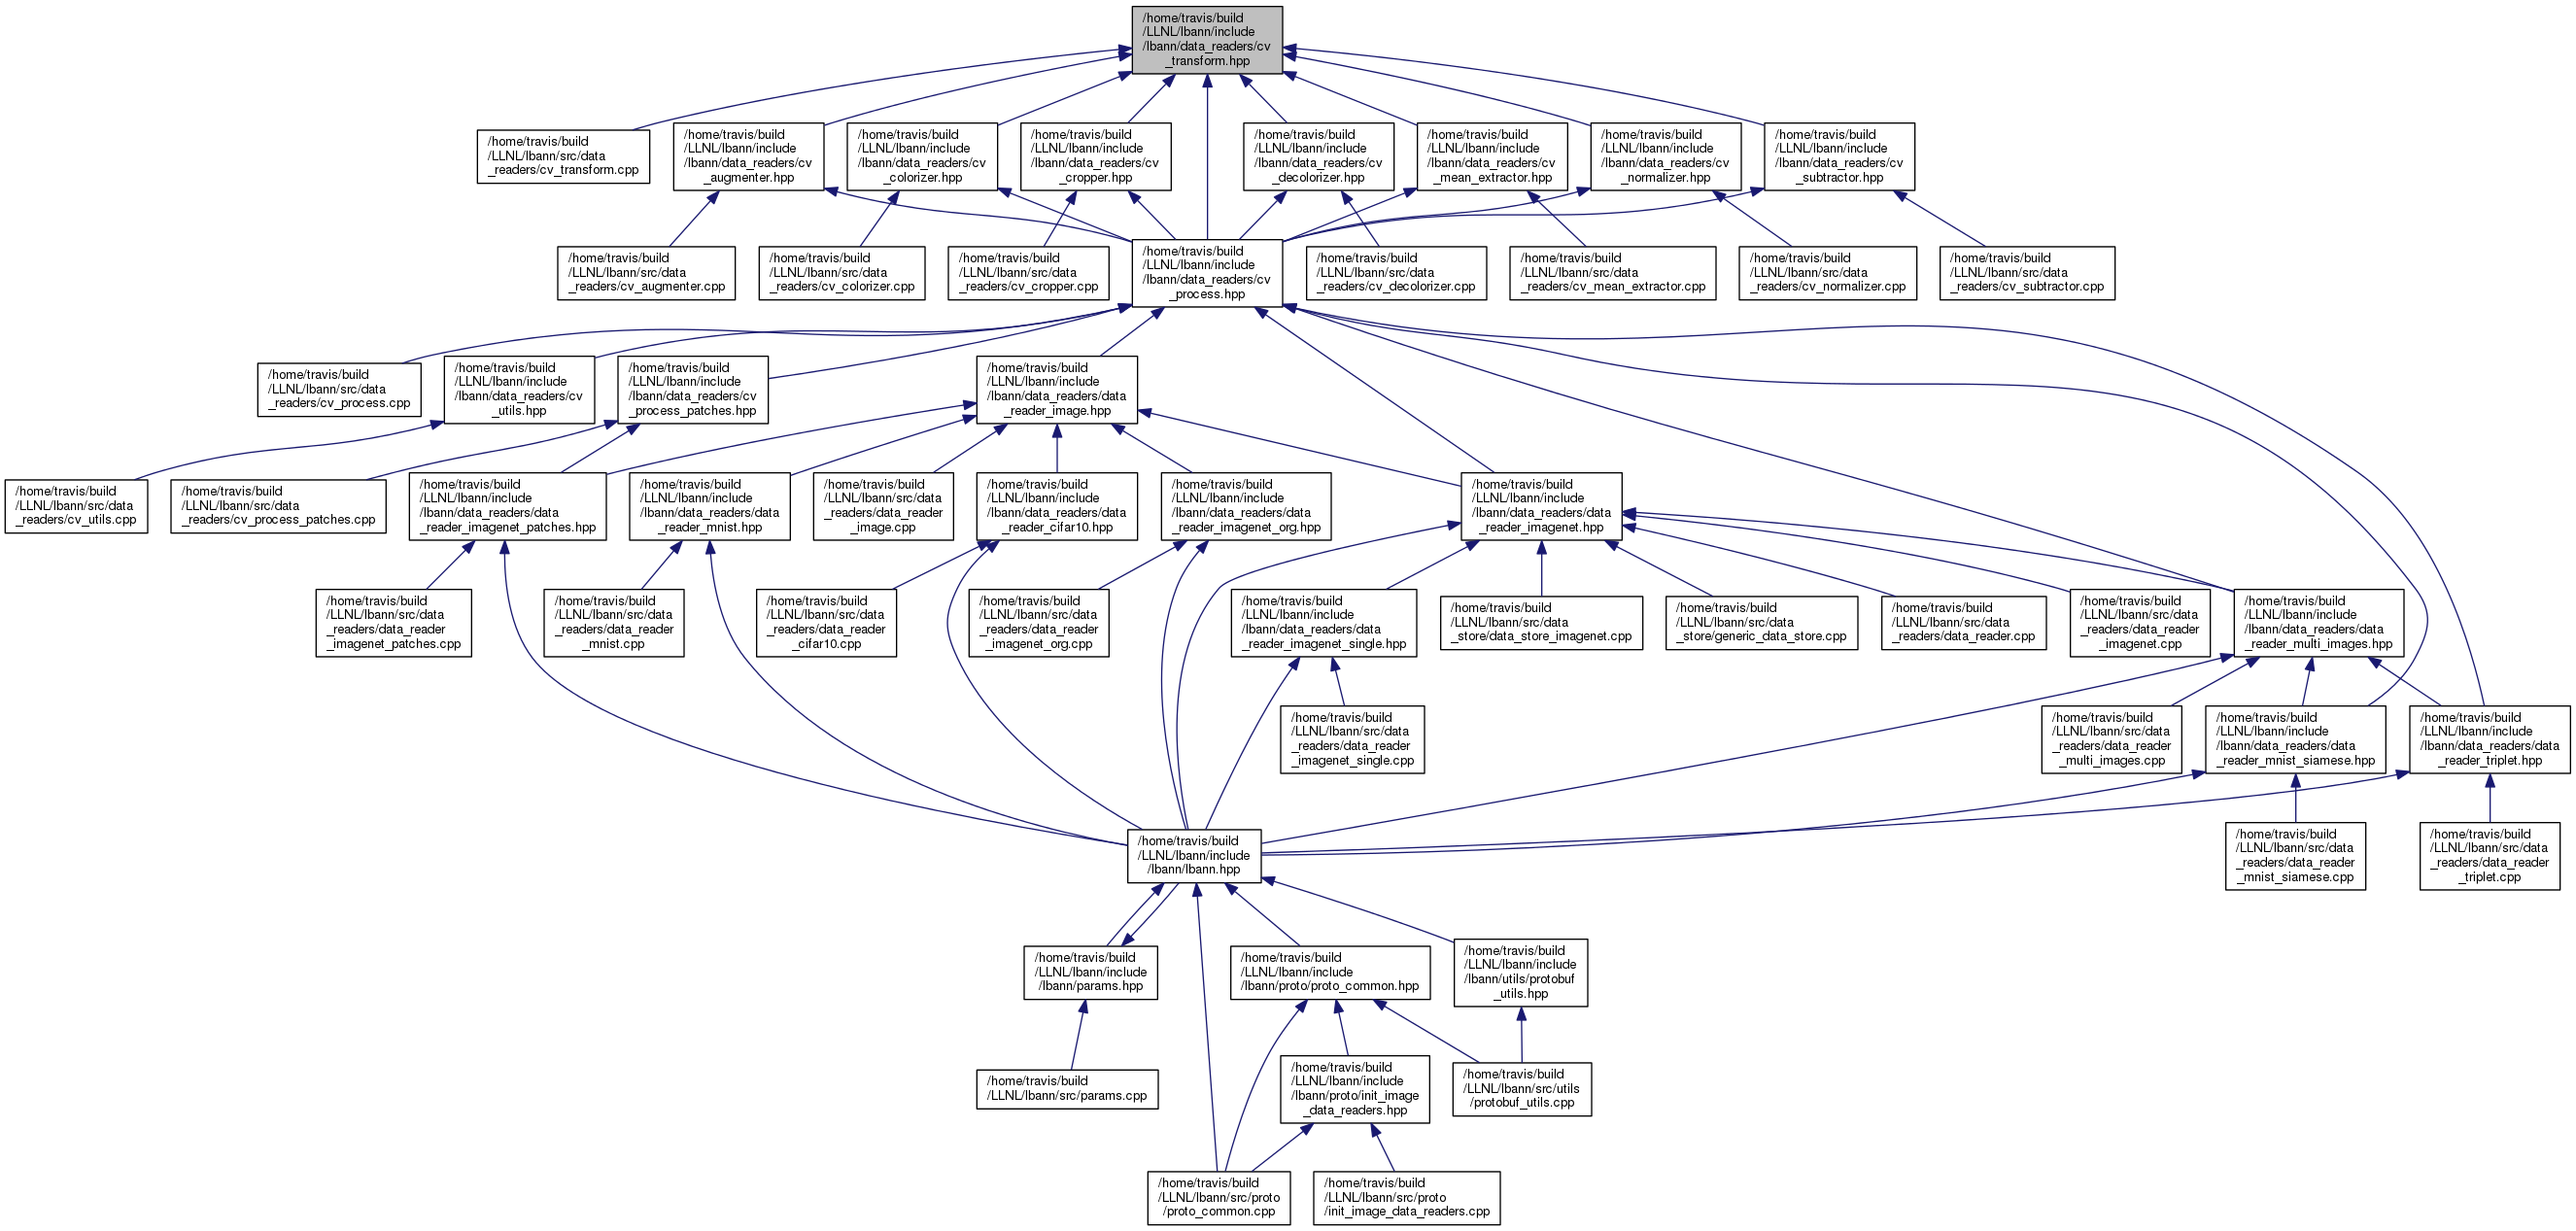 /home/travis/build
/LLNL/lbann/include
/lbann/data_readers/cv
_transform.hpp
/home/travis/build
/LLNL/lbann/src/data
_readers/cv_transform.cpp
/home/travis/build
/LLNL/lbann/include
/lbann/data_readers/cv
_augmenter.hpp
/home/travis/build
/LLNL/lbann/include
/lbann/data_readers/cv
_colorizer.hpp
/home/travis/build
/LLNL/lbann/include
/lbann/data_readers/cv
_cropper.hpp
/home/travis/build
/LLNL/lbann/include
/lbann/data_readers/cv
_decolorizer.hpp
/home/travis/build
/LLNL/lbann/include
/lbann/data_readers/cv
_mean_extractor.hpp
/home/travis/build
/LLNL/lbann/include
/lbann/data_readers/cv
_normalizer.hpp
/home/travis/build
/LLNL/lbann/include
/lbann/data_readers/cv
_subtractor.hpp
/home/travis/build
/LLNL/lbann/src/data
_readers/cv_augmenter.cpp
/home/travis/build
/LLNL/lbann/src/data
_readers/cv_colorizer.cpp
/home/travis/build
/LLNL/lbann/src/data
_readers/cv_cropper.cpp
/home/travis/build
/LLNL/lbann/include
/lbann/data_readers/cv
_process.hpp
/home/travis/build
/LLNL/lbann/src/data
_readers/cv_decolorizer.cpp
/home/travis/build
/LLNL/lbann/src/data
_readers/cv_mean_extractor.cpp
/home/travis/build
/LLNL/lbann/src/data
_readers/cv_normalizer.cpp
/home/travis/build
/LLNL/lbann/src/data
_readers/cv_subtractor.cpp
/home/travis/build
/LLNL/lbann/src/data
_readers/cv_process.cpp
/home/travis/build
/LLNL/lbann/include
/lbann/data_readers/cv
_utils.hpp
/home/travis/build
/LLNL/lbann/include
/lbann/data_readers/cv
_process_patches.hpp
/home/travis/build
/LLNL/lbann/include
/lbann/data_readers/data
_reader_image.hpp
/home/travis/build
/LLNL/lbann/src/data
_readers/cv_utils.cpp
/home/travis/build
/LLNL/lbann/src/data
_readers/cv_process_patches.cpp
/home/travis/build
/LLNL/lbann/include
/lbann/data_readers/data
_reader_imagenet_patches.hpp
/home/travis/build
/LLNL/lbann/include
/lbann/data_readers/data
_reader_mnist.hpp
/home/travis/build
/LLNL/lbann/src/data
_readers/data_reader
_image.cpp
/home/travis/build
/LLNL/lbann/include
/lbann/data_readers/data
_reader_cifar10.hpp
/home/travis/build
/LLNL/lbann/include
/lbann/data_readers/data
_reader_imagenet_org.hpp
/home/travis/build
/LLNL/lbann/include
/lbann/data_readers/data
_reader_imagenet.hpp
/home/travis/build
/LLNL/lbann/src/data
_readers/data_reader
_imagenet_patches.cpp
/home/travis/build
/LLNL/lbann/src/data
_readers/data_reader
_mnist.cpp
/home/travis/build
/LLNL/lbann/src/data
_readers/data_reader
_cifar10.cpp
/home/travis/build
/LLNL/lbann/src/data
_readers/data_reader
_imagenet_org.cpp
/home/travis/build
/LLNL/lbann/include
/lbann/data_readers/data
_reader_imagenet_single.hpp
/home/travis/build
/LLNL/lbann/src/data
_store/data_store_imagenet.cpp
/home/travis/build
/LLNL/lbann/src/data
_store/generic_data_store.cpp
/home/travis/build
/LLNL/lbann/src/data
_readers/data_reader.cpp
/home/travis/build
/LLNL/lbann/src/data
_readers/data_reader
_imagenet.cpp
/home/travis/build
/LLNL/lbann/include
/lbann/data_readers/data
_reader_multi_images.hpp
/home/travis/build
/LLNL/lbann/src/data
_readers/data_reader
_imagenet_single.cpp
/home/travis/build
/LLNL/lbann/src/data
_readers/data_reader
_multi_images.cpp
/home/travis/build
/LLNL/lbann/include
/lbann/data_readers/data
_reader_mnist_siamese.hpp
/home/travis/build
/LLNL/lbann/include
/lbann/data_readers/data
_reader_triplet.hpp
/home/travis/build
/LLNL/lbann/include
/lbann/lbann.hpp
/home/travis/build
/LLNL/lbann/src/data
_readers/data_reader
_mnist_siamese.cpp
/home/travis/build
/LLNL/lbann/src/data
_readers/data_reader
_triplet.cpp
/home/travis/build
/LLNL/lbann/include
/lbann/params.hpp
/home/travis/build
/LLNL/lbann/include
/lbann/proto/proto_common.hpp
/home/travis/build
/LLNL/lbann/include
/lbann/utils/protobuf
_utils.hpp
/home/travis/build
/LLNL/lbann/src/params.cpp
/home/travis/build
/LLNL/lbann/include
/lbann/proto/init_image
_data_readers.hpp
/home/travis/build
/LLNL/lbann/src/utils
/protobuf_utils.cpp
/home/travis/build
/LLNL/lbann/src/proto
/proto_common.cpp
/home/travis/build
/LLNL/lbann/src/proto
/init_image_data_readers.cpp